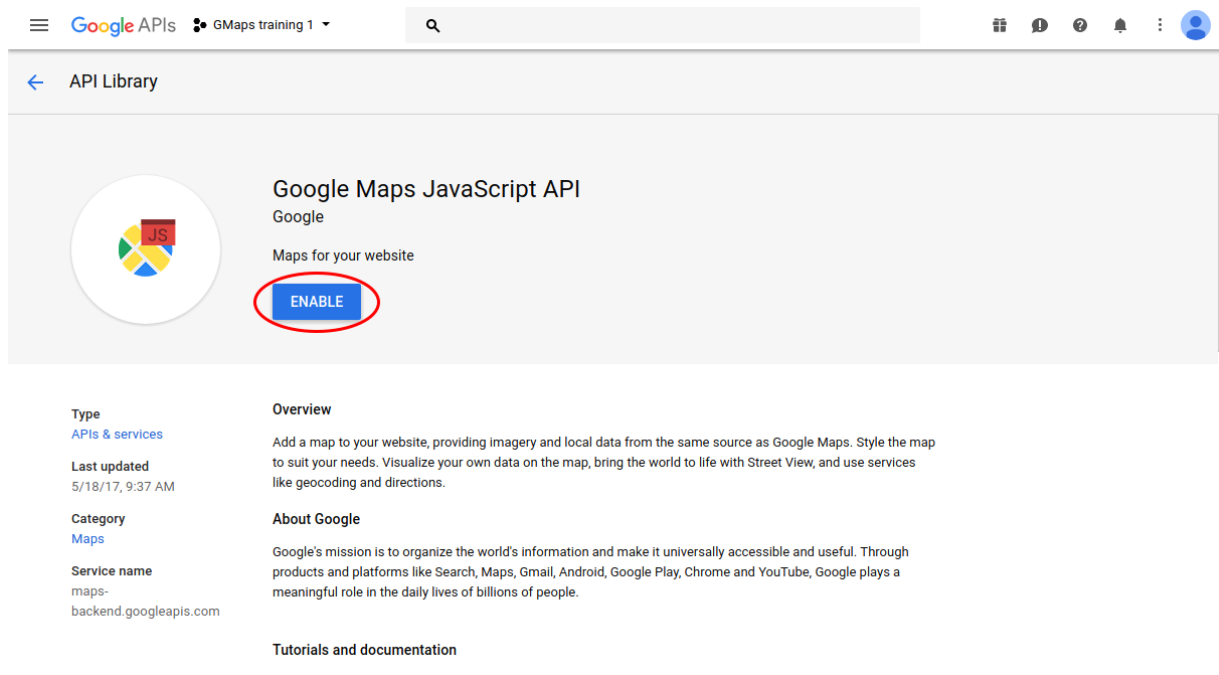 Google APIs GMaps training 1
API Library
JS
Google Maps JavaScript API
Google
Maps for your website
ENABLE
Type
APIs & services
Last updated
5/18/17, 9:37 AM
Category
Maps
Service name
maps-
backend.googleapis.com
Overview
Add a map to your website, providing imagery and local data from the same source as Google Maps. Style the map
to suit your needs. Visualize your own data on the map, bring the world to life with Street View, and use services
like geocoding and directions.
About Google
Google's mission is to organize the world's information and make it universally accessible and useful. Through
products and platforms like Search, Maps, Gmail, Android, Google Play, Chrome and YouTube, Google plays a
meaningful role in the daily lives of billions of people.
Tutorials and documentation